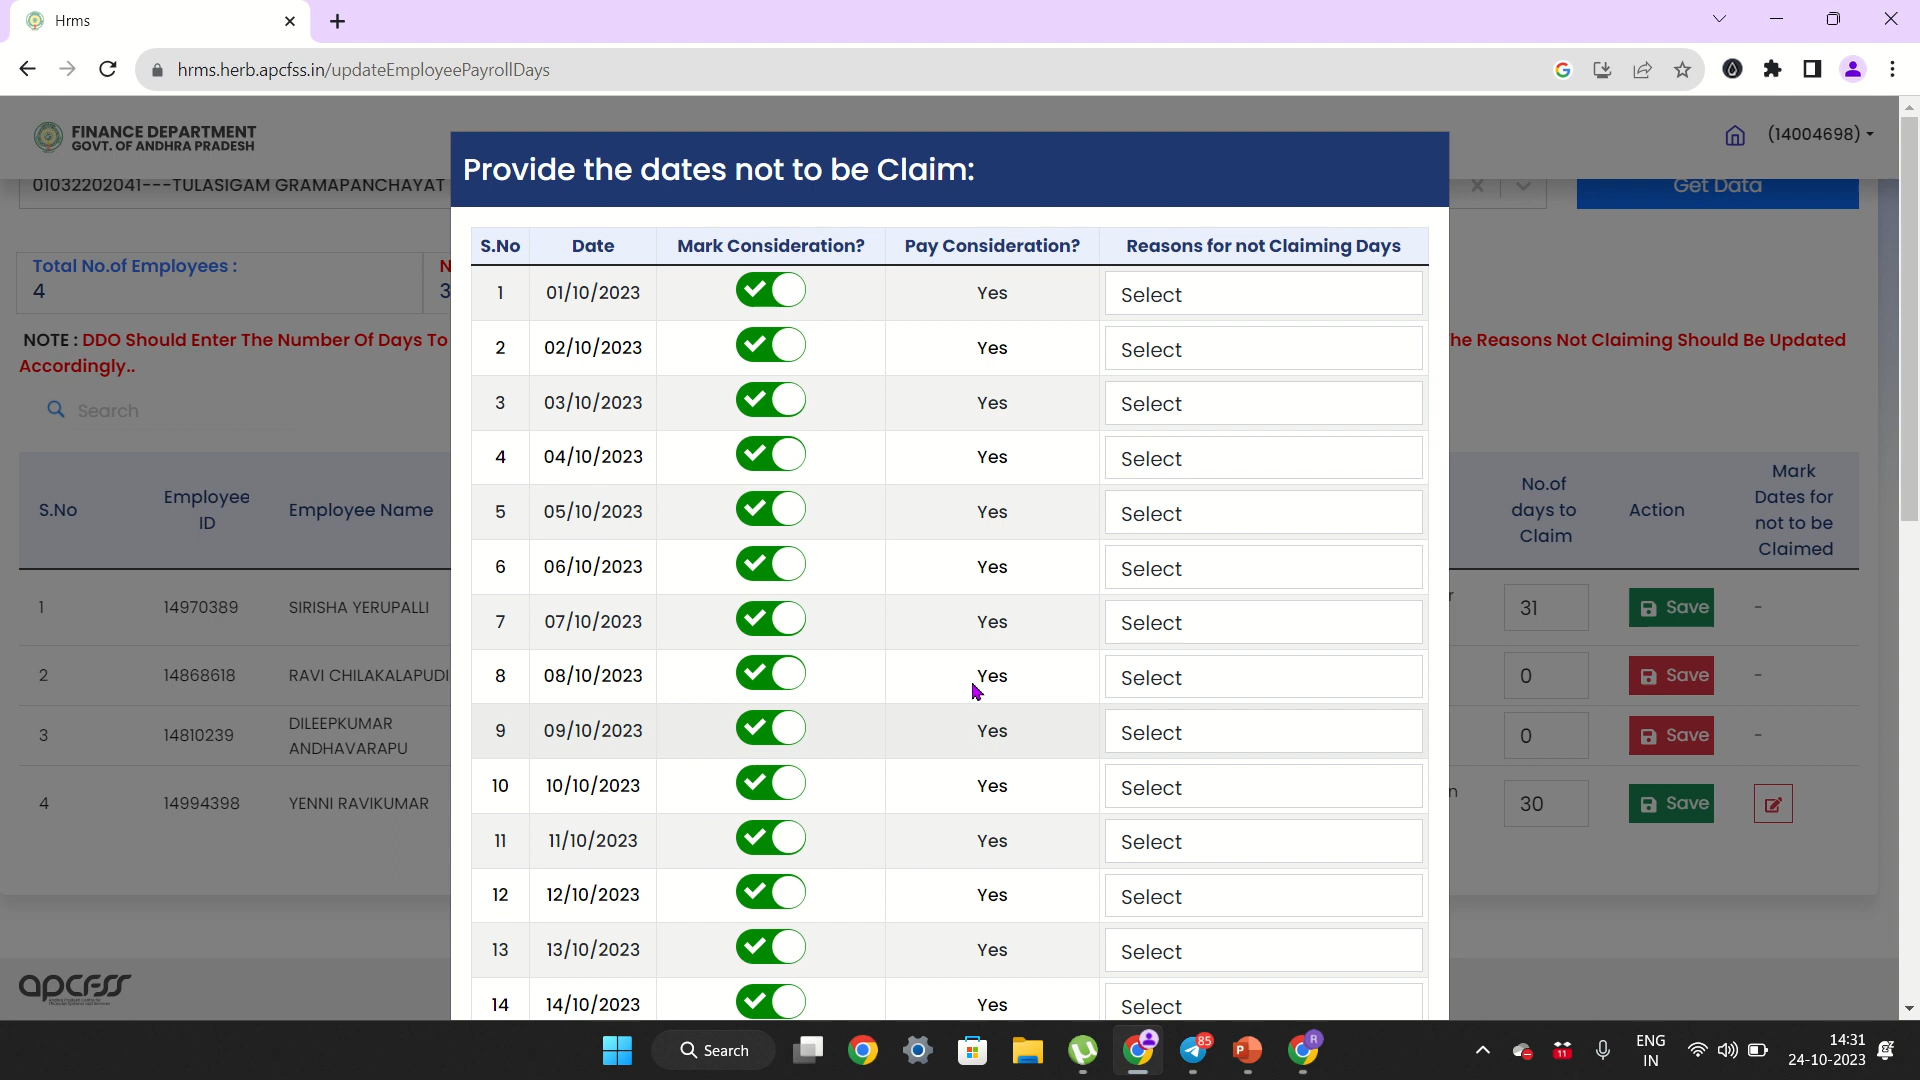 Hrms
hrms.herb.apcfss.in/updateEmployeePayrollDays
FINANCE DEPARTMENT
GOVT. OF ANDHRA PRADESH
(14004698)
01032202041---TULASIGAM GRAMAPANCHAYAT
Get Data
Total No.of Employees :
4
N
3
NOTE : DDO Should Enter The Number Of Days To
he Reasons Not Claiming Should Be Updated
Accordingly..
Search
S.No
Employee ID
Employee Name
No.of days to Claim
Action
Mark Dates for not to be Claimed
1 14970389 SIRISHA YERUPALLI r 31 Save -
2 14868618 RAVI CHILAKALAPUDI 0 Save -
3 14810239 DILEEPKUMAR ANDHAVARAPU 0 Save -
4 14994398 YENNI RAVIKUMAR n 30 Save
Provide the dates not to be Claim:
S.No Date Mark Consideration? Pay Consideration? Reasons for not Claiming Days
1 01/10/2023 Yes Select
2 02/10/2023 Yes Select
3 03/10/2023 Yes Select
4 04/10/2023 Yes Select
5 05/10/2023 Yes Select
6 06/10/2023 Yes Select
7 07/10/2023 Yes Select
8 08/10/2023 Yes Select
9 09/10/2023 Yes Select
10 10/10/2023 Yes Select
11 11/10/2023 Yes Select
12 12/10/2023 Yes Select
13 13/10/2023 Yes Select
14 14/10/2023 Yes Select
apcfss
Search
85
P
R
11
ENG
IN
14:31
24-10-2023